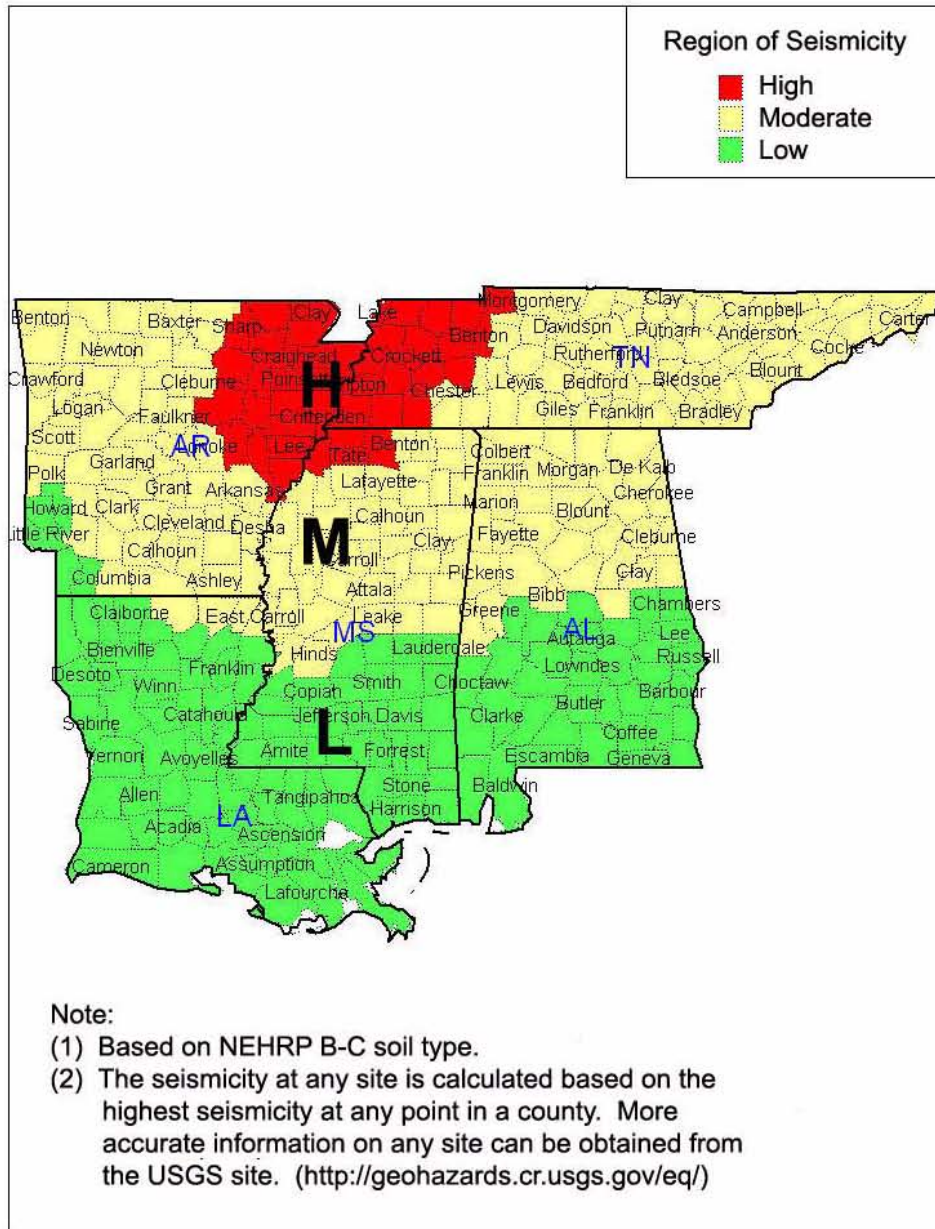 Region of Seismicity
High
Moderate
Low
Montgomery Clay
Benton Baxter Sharp Clay Lake Campbell
Davidson Putnam Anderson Carter
Newton Benton
Craighead Crockett Rutherford TN Cocke
Crawford Cleburne H Blount
Chester Lewis Bedford Bledsoe
Logan Faulkner Crittenden Giles Franklin Bradley
Scott AR Lee Benton
Garland Tate Colbert
Polk Lafayette Franklin Morgan De Kalb
Grant Arkansas Cherokee
Howard Clark Marion
Cleveland Desha Calhoun Blount
Little River M Clay Fayette Cleburne
Calhoun Carroll
Columbia Ashley Attala Pickens Clay
Claiborne East Carroll Leake Greene Bibb Chambers
MS AL
Bienville Hinds Lauderdale Autauga Lee
Desoto Franklin Smith Choctaw Lowndes Russell
Winn Copiah
Sabine Catahoula Jefferson Davis Clarke Butler Barbour
L Coffee
Vernon Avoyelles Amite Forrest Escambia Geneva
Allen Tangipahoa Stone Baldwin
LA Harrison
Acadia Ascension
Cameron Assumption
Lafourche
Note:
(1) Based on NEHRP B-C soil type.
(2) The seismicity at any site is calculated based on the
highest seismicity at any point in a county. More
accurate information on any site can be obtained from
the USGS site. (http://geohazards.cr.usgs.gov/eq/)